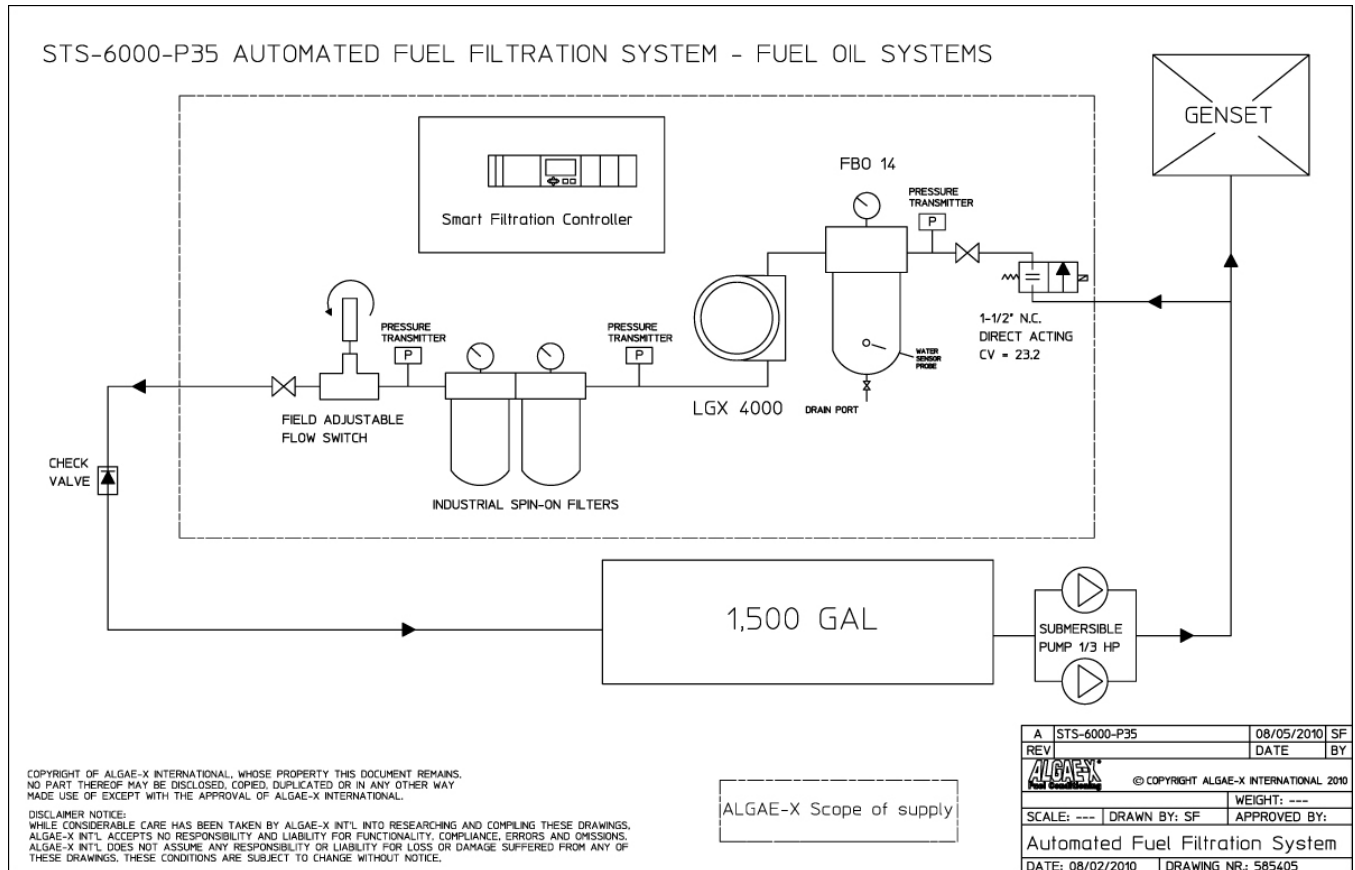 STS-6000-P35 AUTOMATED FUEL FILTRATION SYSTEM - FUEL OIL SYSTEMS
GENSET
Smart Filtration Controller
FBO 14
PRESSURE
TRANSMITTER
P
1-1/2" N.C.
DIRECT ACTING
CV = 23.2
PRESSURE
TRANSMITTER
P
PRESSURE
TRANSMITTER
P
WATER
SENSOR
PROBE
LGX 4000
DRAIN PORT
FIELD ADJUSTABLE
FLOW SWITCH
CHECK
VALVE
INDUSTRIAL SPIN-ON FILTERS
1,500 GAL
SUBMERSIBLE
PUMP 1/3 HP
COPYRIGHT OF ALGAE-X INTERNATIONAL, WHOSE PROPERTY THIS DOCUMENT REMAINS.
NO PART THEREOF MAY BE DISCLOSED, COPIED, DUPLICATED OR IN ANY OTHER WAY
MADE USE OF EXCEPT WITH THE APPROVAL OF ALGAE-X INTERNATIONAL.
DISCLAIMER NOTICE:
WHILE CONSIDERABLE CARE HAS BEEN TAKEN BY ALGAE-X INT'L INTO RESEARCHING AND COMPILING THESE DRAWINGS,
ALGAE-X INT'L ACCEPTS NO RESPONSIBILITY AND LIABILITY FOR FUNCTIONALITY, COMPLIANCE, ERRORS AND OMISSIONS.
ALGAE-X INT'L DOES NOT ASSUME ANY RESPONSIBILITY OR LIABILITY FOR LOSS OR DAMAGE SUFFERED FROM ANY OF
THESE DRAWINGS. THESE CONDITIONS ARE SUBJECT TO CHANGE WITHOUT NOTICE.
ALGAE-X Scope of supply
A STS-6000-P35 08/05/2010 SF
REV DATE BY
ALGAE-X
Fuel Conditioning
© COPYRIGHT ALGAE-X INTERNATIONAL 2010
WEIGHT: ---
SCALE: --- DRAWN BY: SF APPROVED BY:
Automated Fuel Filtration System
DATE: 08/02/2010 DRAWING NR.: 585405